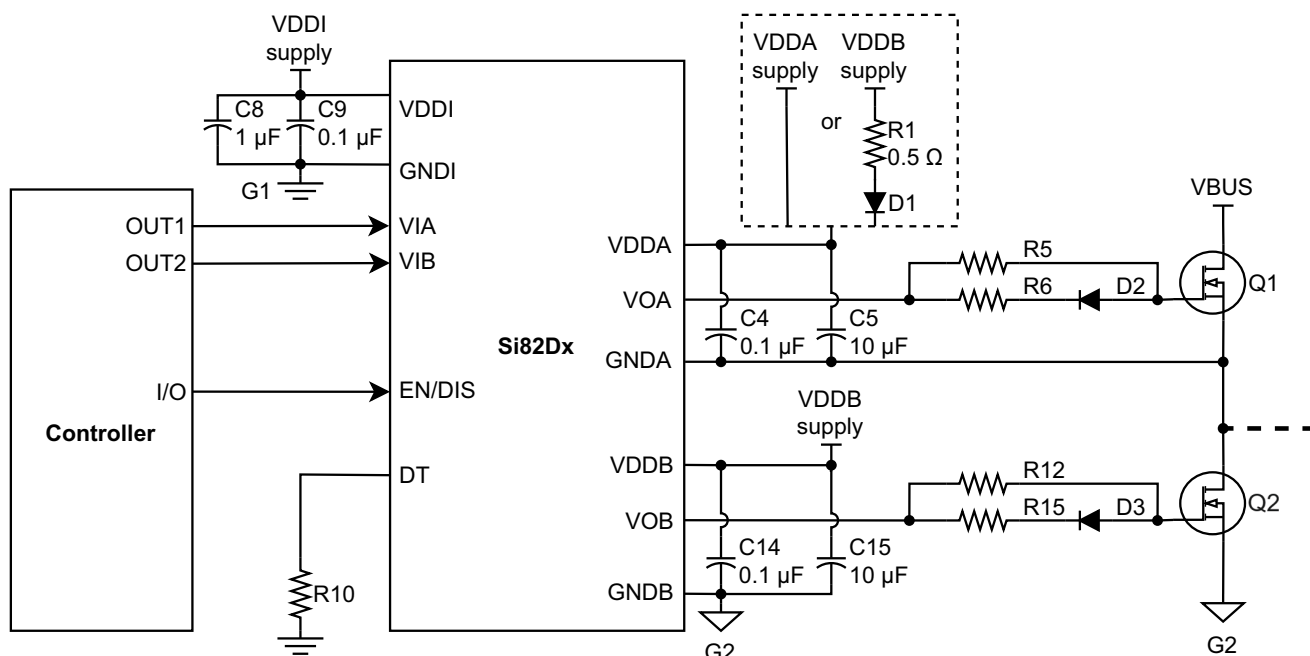 VDDI
supply
C8
1 µF
C9
0.1 µF
G1
VDDI
GNDI
VIA
VIB
EN/DIS
DT
Si82Dx
VDDA
VOA
GNDA
VDDB
VOB
GNDB
OUT1
OUT2
I/O
Controller
R10
VDDA
supply
or
VDDB
supply
R1
0.5 Ω
D1
C4
0.1 µF
C5
10 µF
R5
R6
D2
VBUS
Q1
VDDB
supply
C14
0.1 µF
C15
10 µF
G2
R12
R15
D3
Q2
G2